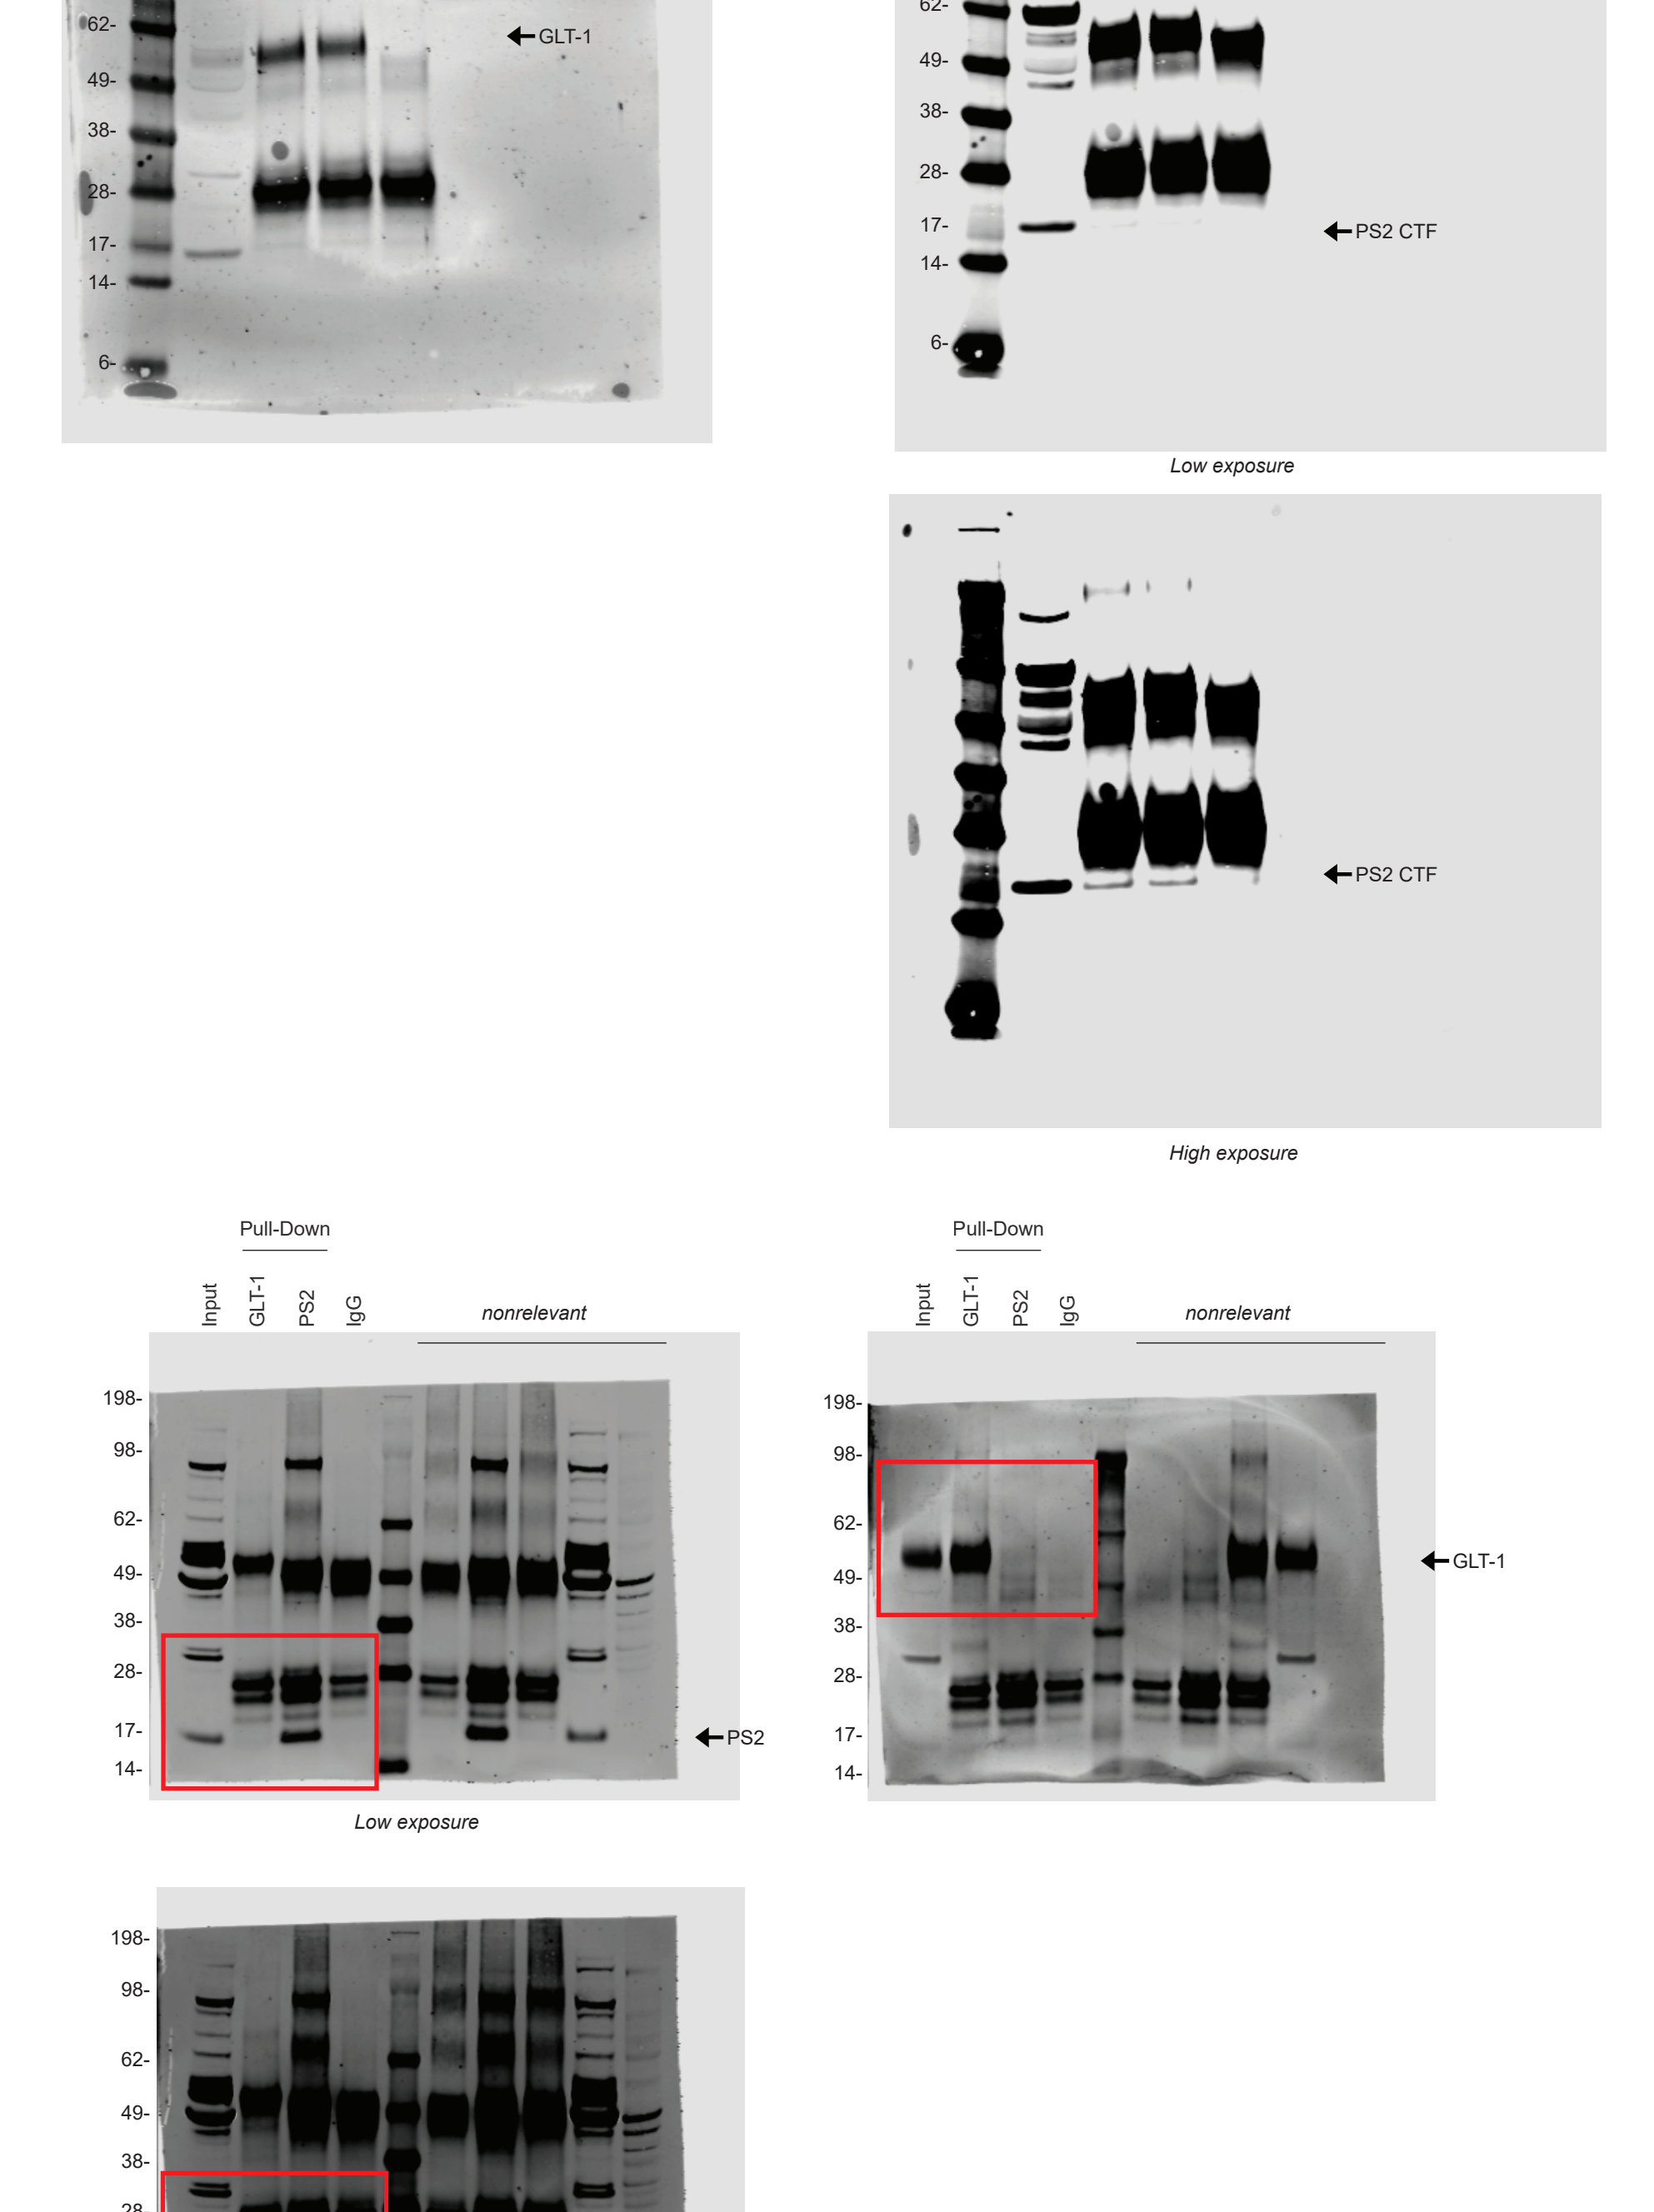 62-
49-
38-
28-
17-
14-
6-
GLT-1
62-
49-
38-
28-
17-
14-
6-
PS2 CTF
Low exposure
PS2 CTF
High exposure
Pull-Down
Input
GLT-1
PS2
IgG
nonrelevant
198-
98-
62-
49-
38-
28-
17-
14-
PS2
Low exposure
Pull-Down
Input
GLT-1
PS2
IgG
nonrelevant
198-
98-
62-
49-
38-
28-
17-
14-
GLT-1
198-
98-
62-
49-
38-
28-